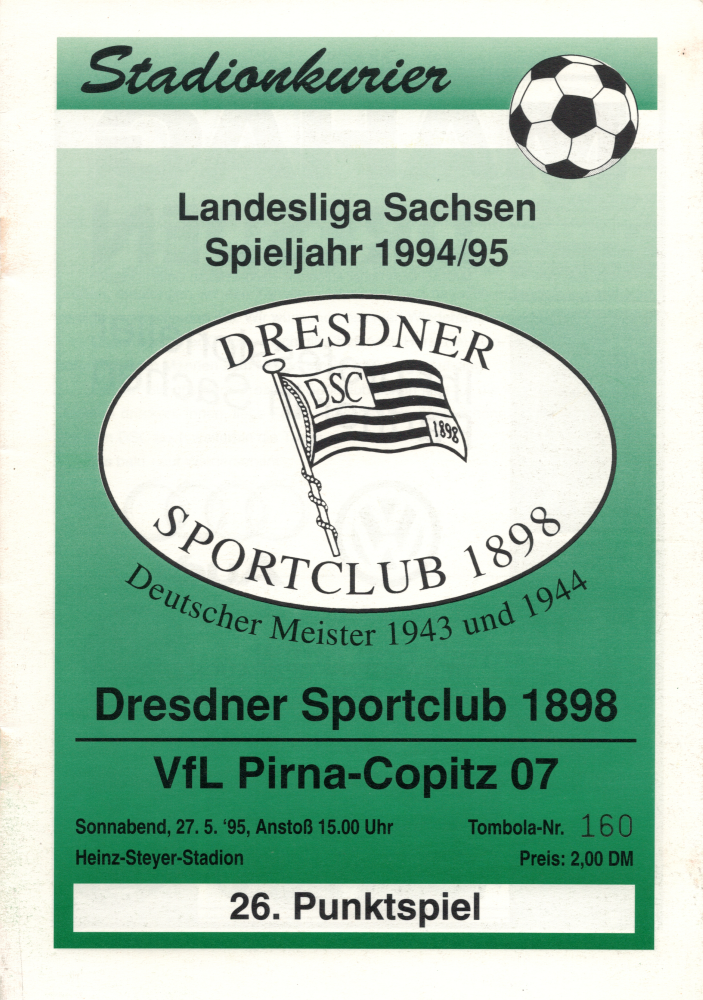 Stadionkurier
Landesliga Sachsen
Spieljahr 1994/95
DRESDNER
DSC
1898
SPORTCLUB 1898
Deutscher Meister 1943 und 1944
Dresdner Sportclub 1898
VfL Pirna-Copitz 07
Sonnabend, 27. 5. '95, Anstoß 15.00 Uhr
Tombola-Nr. 160
Heinz-Steyer-Stadion
Preis: 2,00 DM
26. Punktspiel